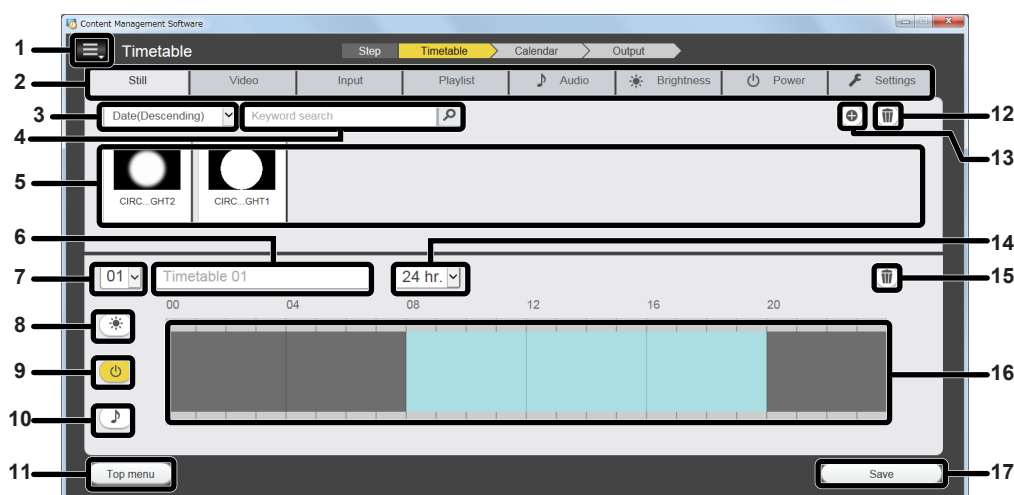 Content Management Software
1 Timetable Step Timetable Calendar Output
2 Still Video Input Playlist Audio Brightness Power Settings
3 Date(Descending) Keyword search 12
4 13
5 CIRC...GHT2 CIRC...GHT1
6 14
7 01 Timetable 01 24 hr. 15
00 04 08 12 16 20
8
9 16
10
11 Top menu Save 17